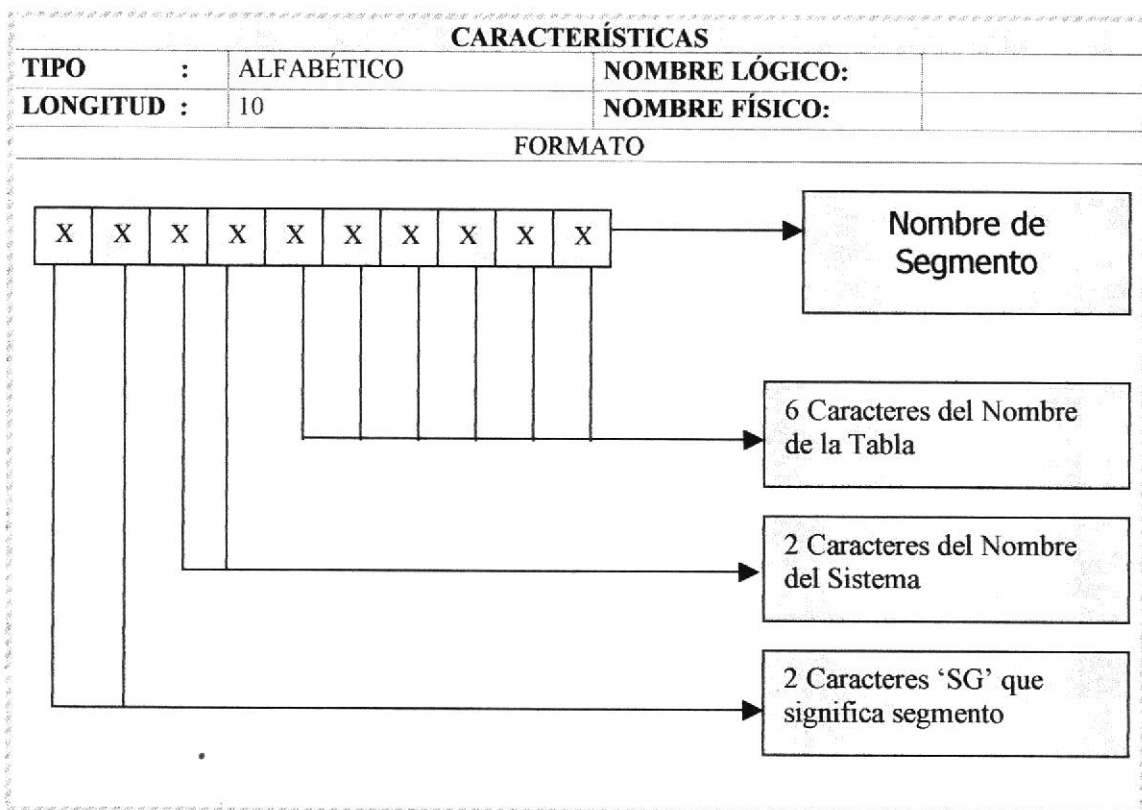 CARACTERÍSTICAS
TIPO : ALFABÉTICO NOMBRE LÓGICO:
LONGITUD : 10 NOMBRE FÍSICO:
FORMATO
X X X X X X X X X X
Nombre de
Segmento
6 Caracteres del Nombre
de la Tabla
2 Caracteres del Nombre
del Sistema
2 Caracteres ‘SG’ que
significa segmento